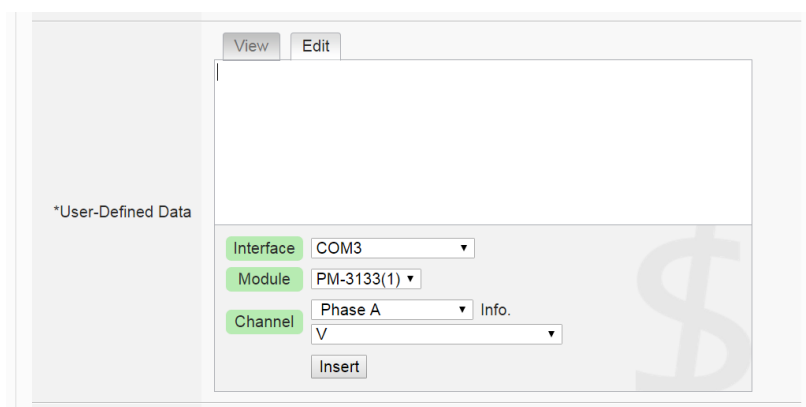 View Edit
*User-Defined Data
Interface COM3
Module PM-3133(1)
Channel Phase A Info.
V
Insert
$